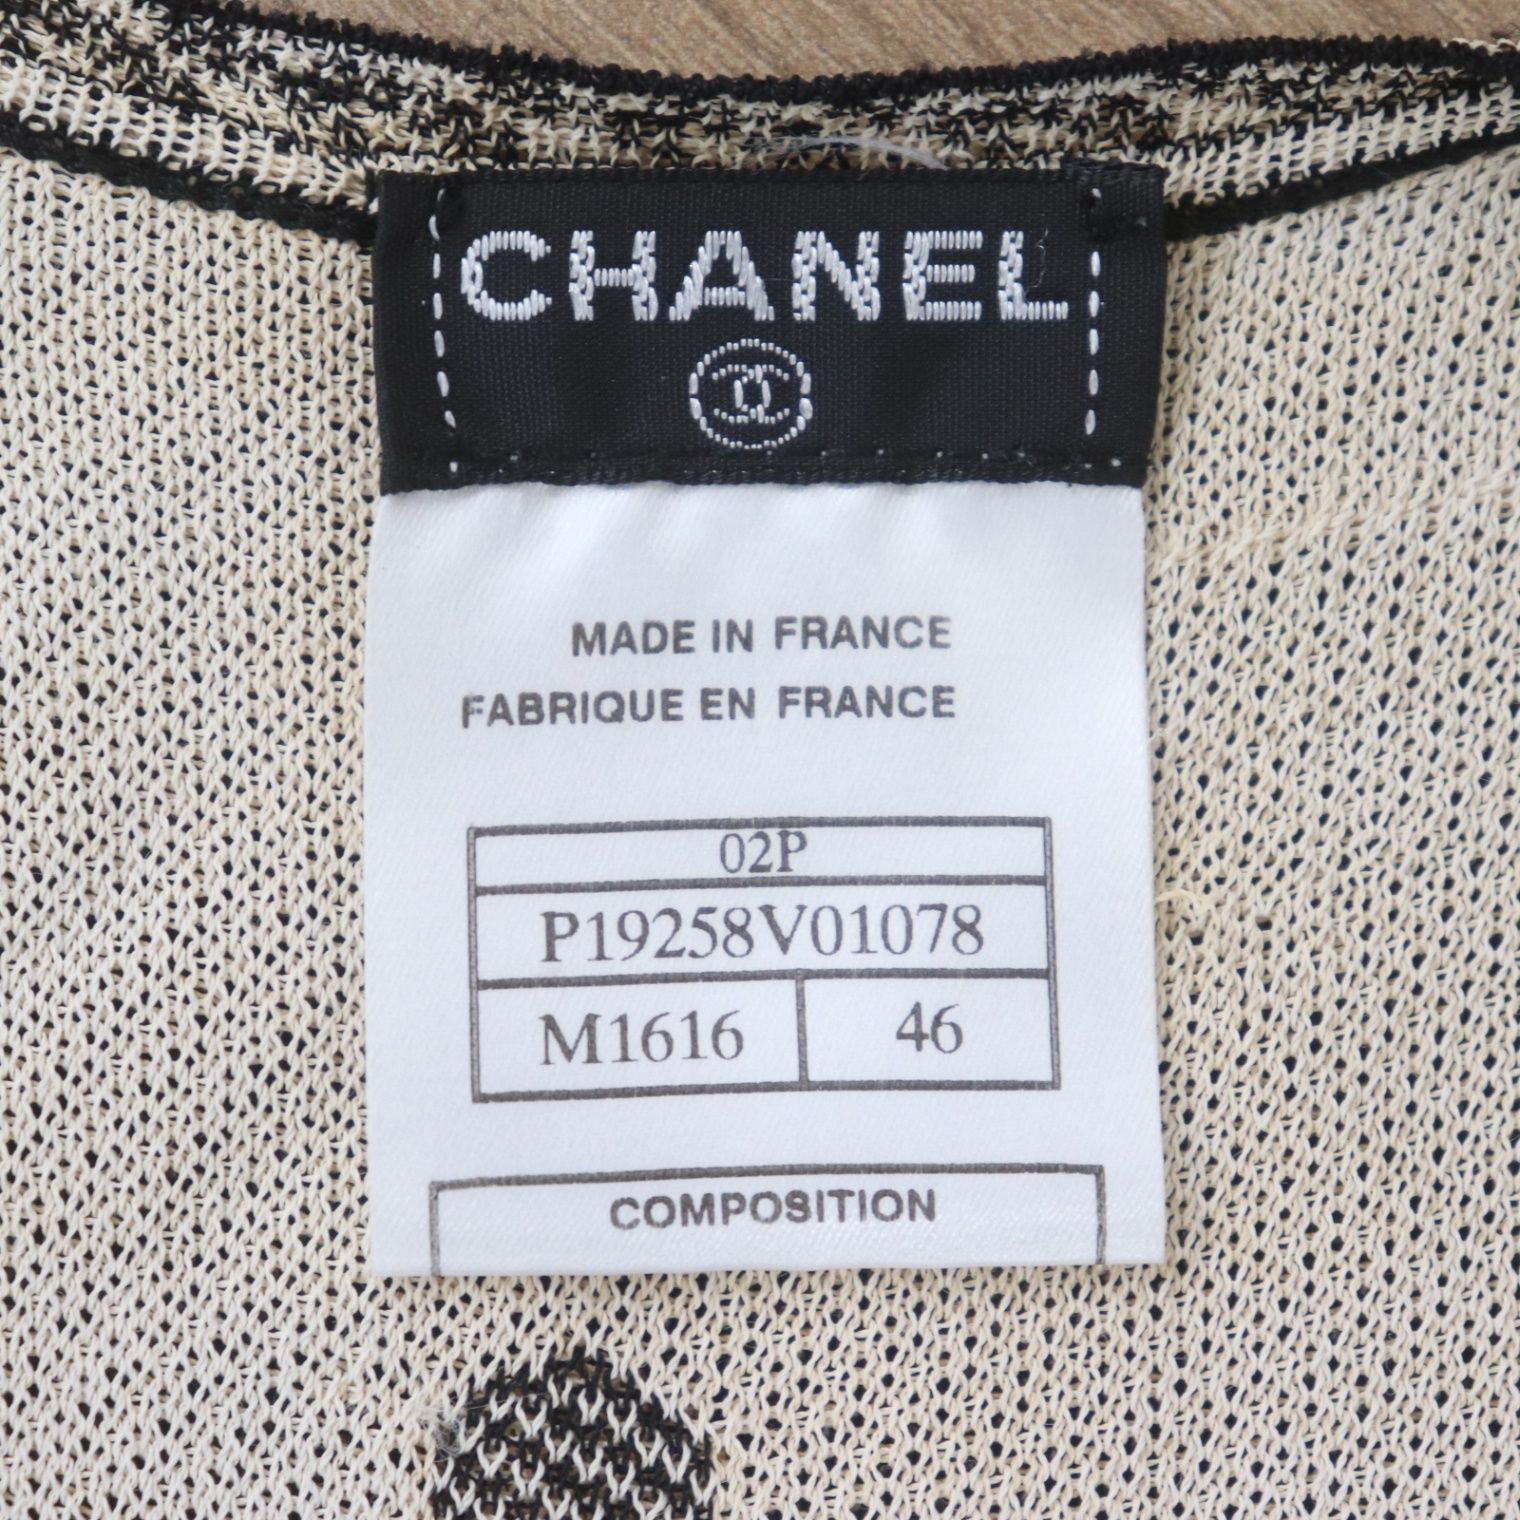 CHANEL
MADE IN FRANCE
FABRIQUE EN FRANCE
02P
P19258V01078
M1616 46
COMPOSITION